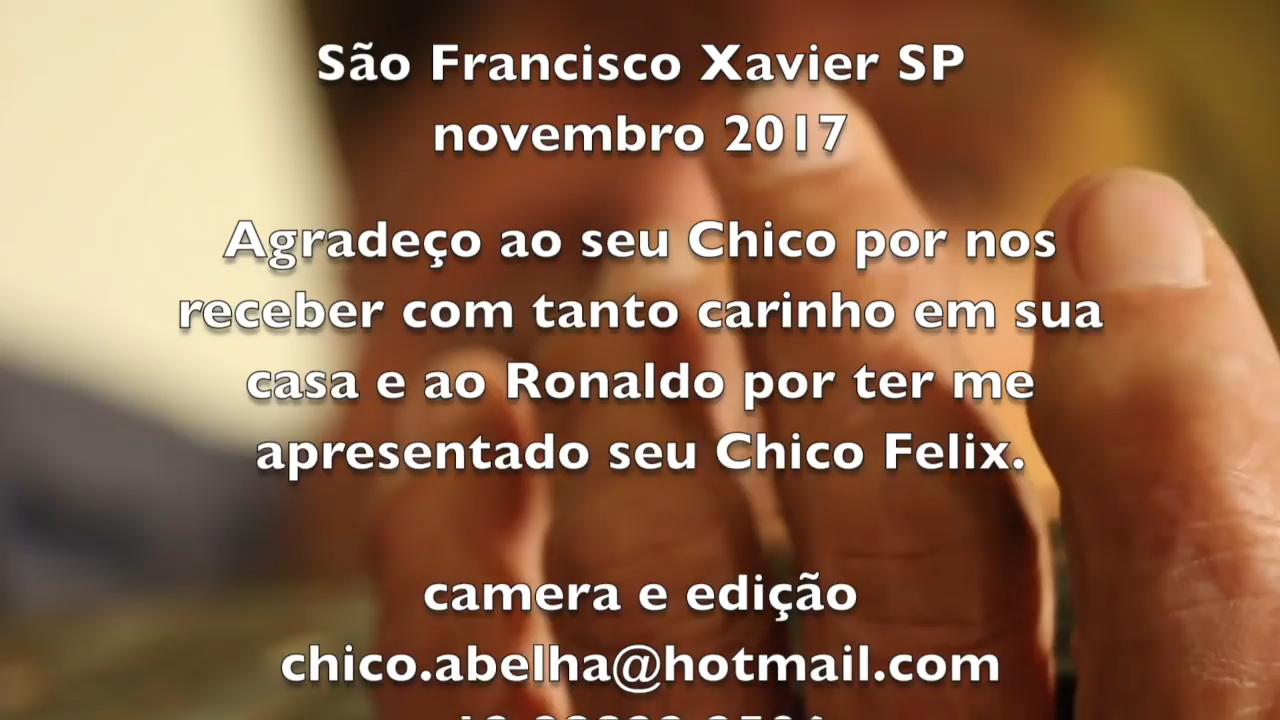 São Francisco Xavier SP
novembro 2017
Agradeço ao seu Chico por nos
receber com tanto carinho em sua
casa e ao Ronaldo por ter me
apresentado seu Chico Felix.
camera e edição
chico.abelha@hotmail.com